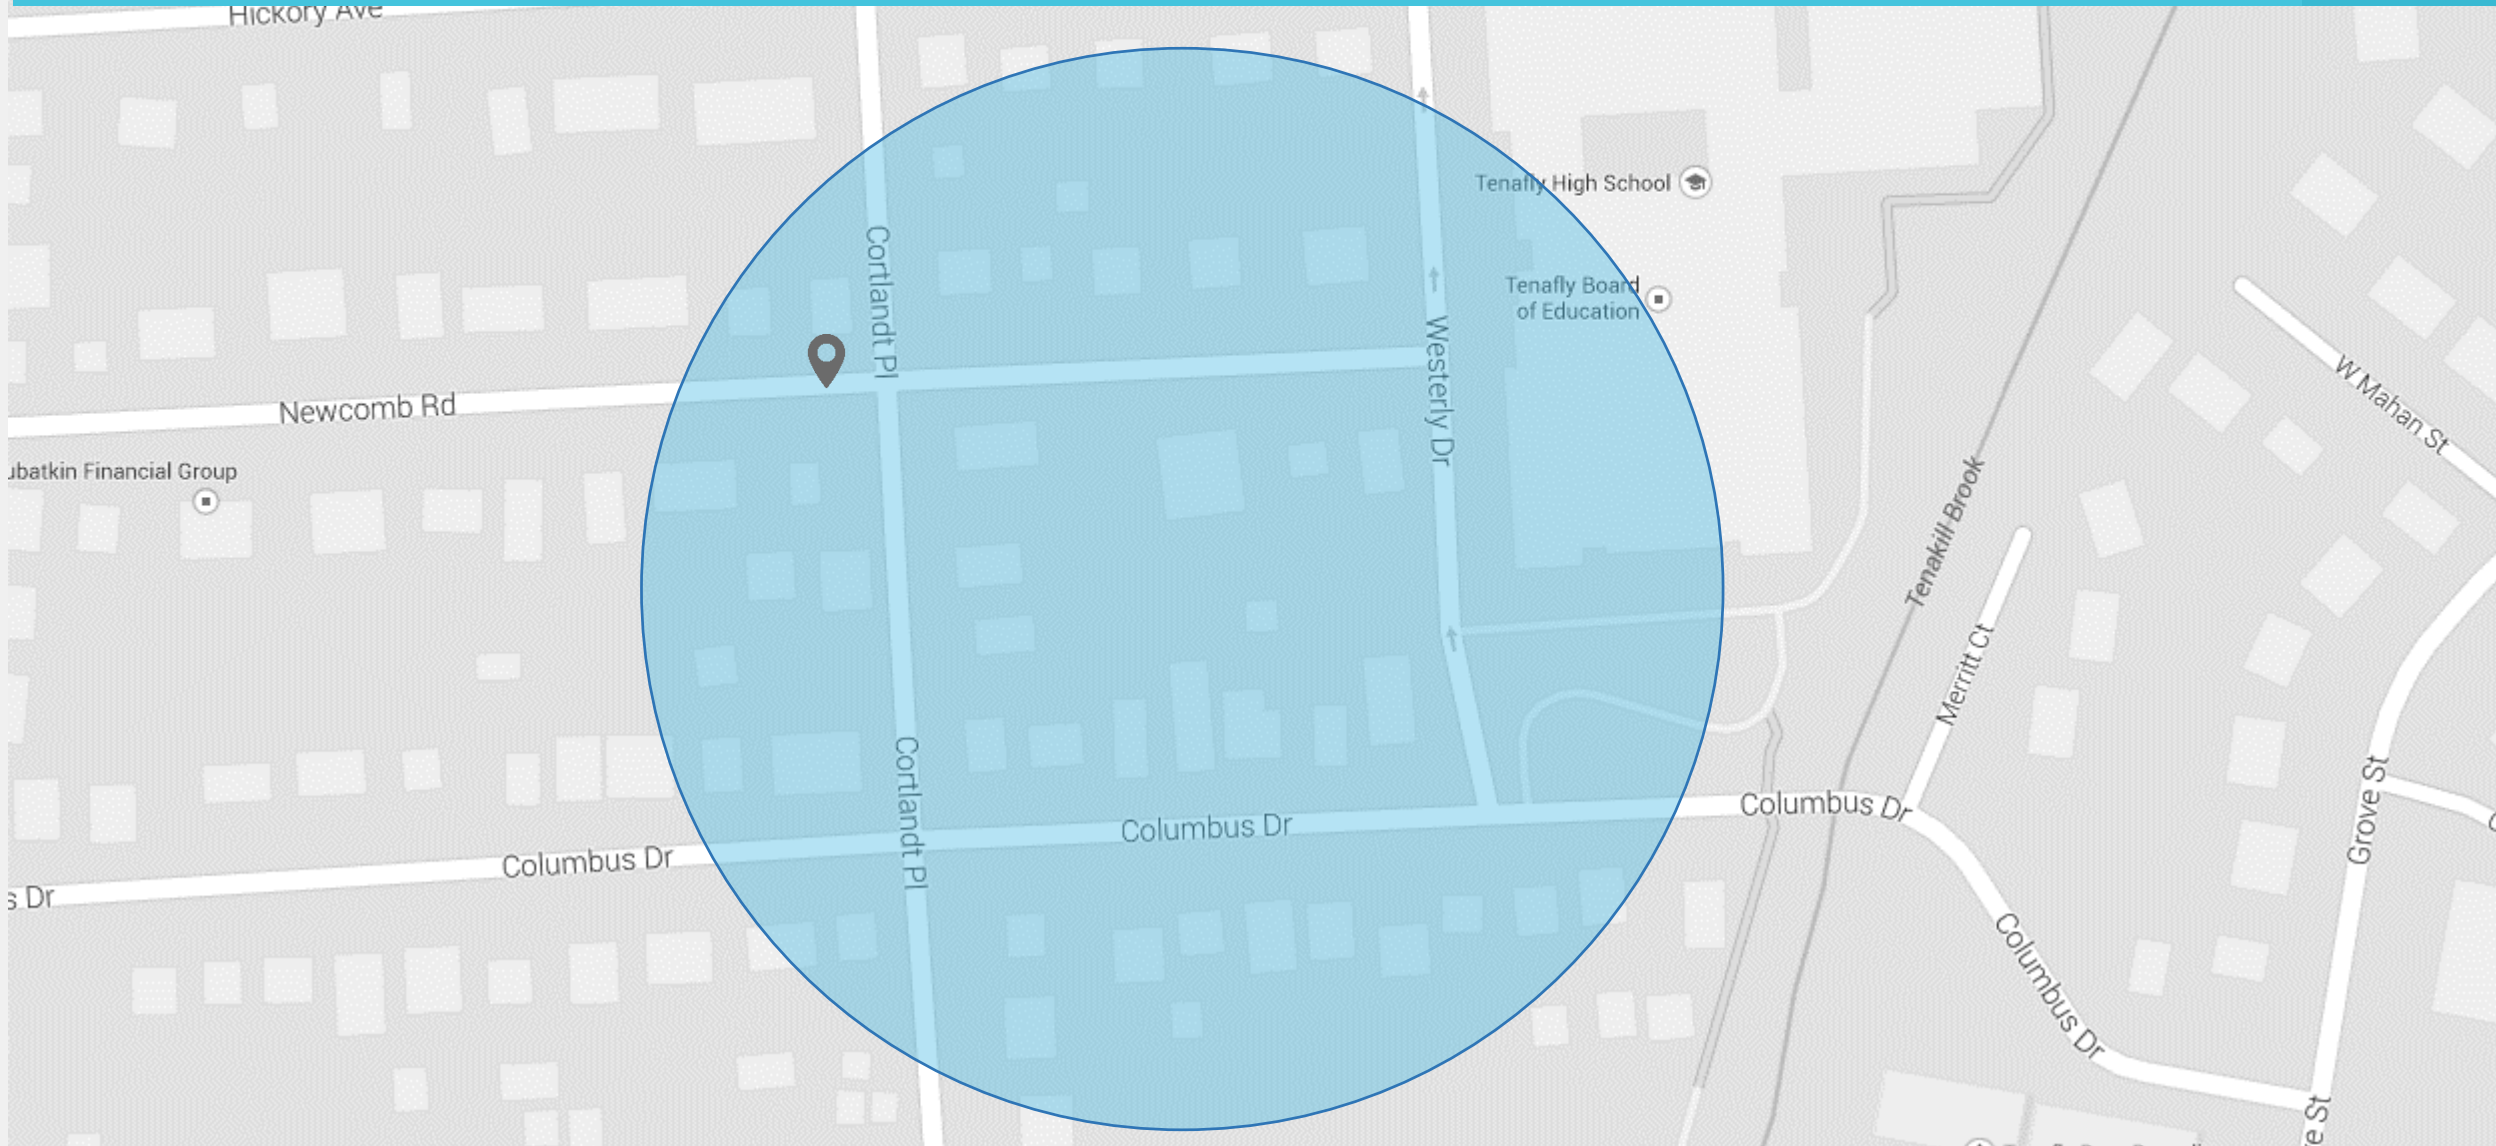 Hickory Ave
Tenafly High School
Cortlandt Pl
Tenafly Board
of Education
Westerly Dr
Newcomb Rd
W Mahan St
ubatkin Financial Group
Tenakill Brook
Merritt Ct
Cortlandt Pl
Columbus Dr
Columbus Dr
Columbus Dr
Grove St
s Dr
Columbus Dr
e St